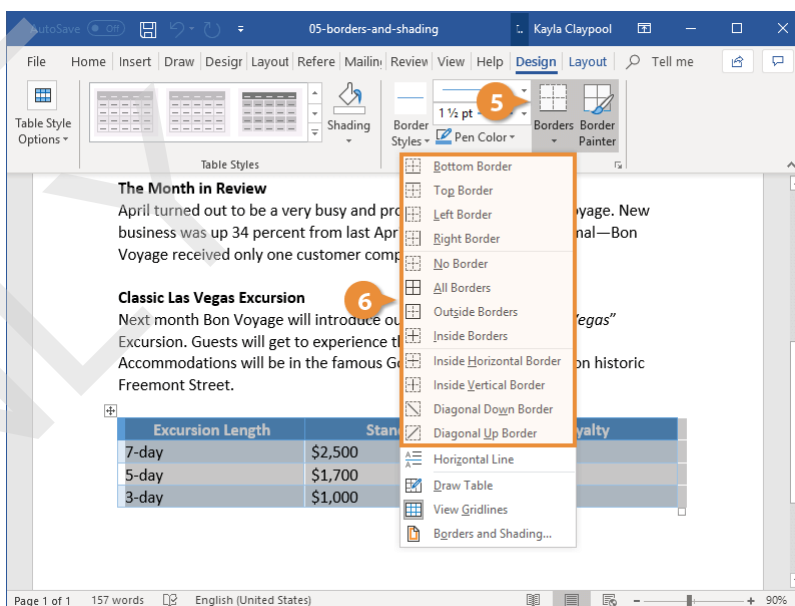 AutoSave Off 05-borders-and-shading Kayla Claypool
File Home Insert Draw Desigr Layout Refere Mailin Review View Help Design Layout Tell me
Table Style Options
Shading
Border Styles
1 ½ pt
Pen Color
5
Borders
Border Painter
Table Styles
The Month in Review
April turned out to be a very busy and pro yage. New
business was up 34 percent from last Apr mal—Bon
Voyage received only one customer comp
Classic Las Vegas Excursion
Next month Bon Voyage will introduce ou Vegas"
Excursion. Guests will get to experience t
Accommodations will be in the famous G on historic
Freemont Street.
Excursion Length Stan yalty
7-day $2,500
5-day $1,700
3-day $1,000
6
Bottom Border
Top Border
Left Border
Right Border
No Border
All Borders
Outside Borders
Inside Borders
Inside Horizontal Border
Inside Vertical Border
Diagonal Down Border
Diagonal Up Border
Horizontal Line
Draw Table
View Gridlines
Borders and Shading...
Page 1 of 1 157 words English (United States) 90%